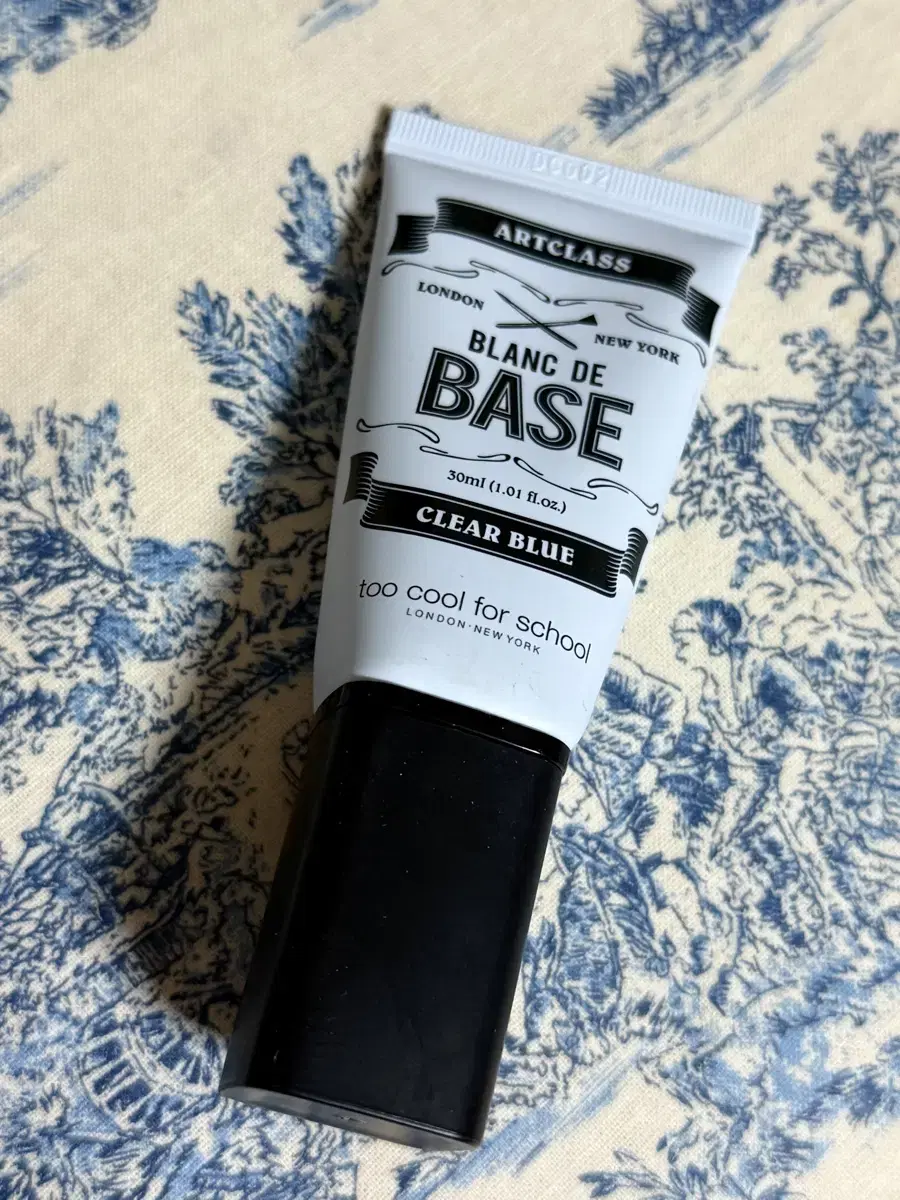 ARTCLASS
LONDON
NEW YORK
BLANC DE
BASE
30ml (1.01 fl.oz.)
CLEAR BLUE
too cool for school
LONDON·NEW YORK